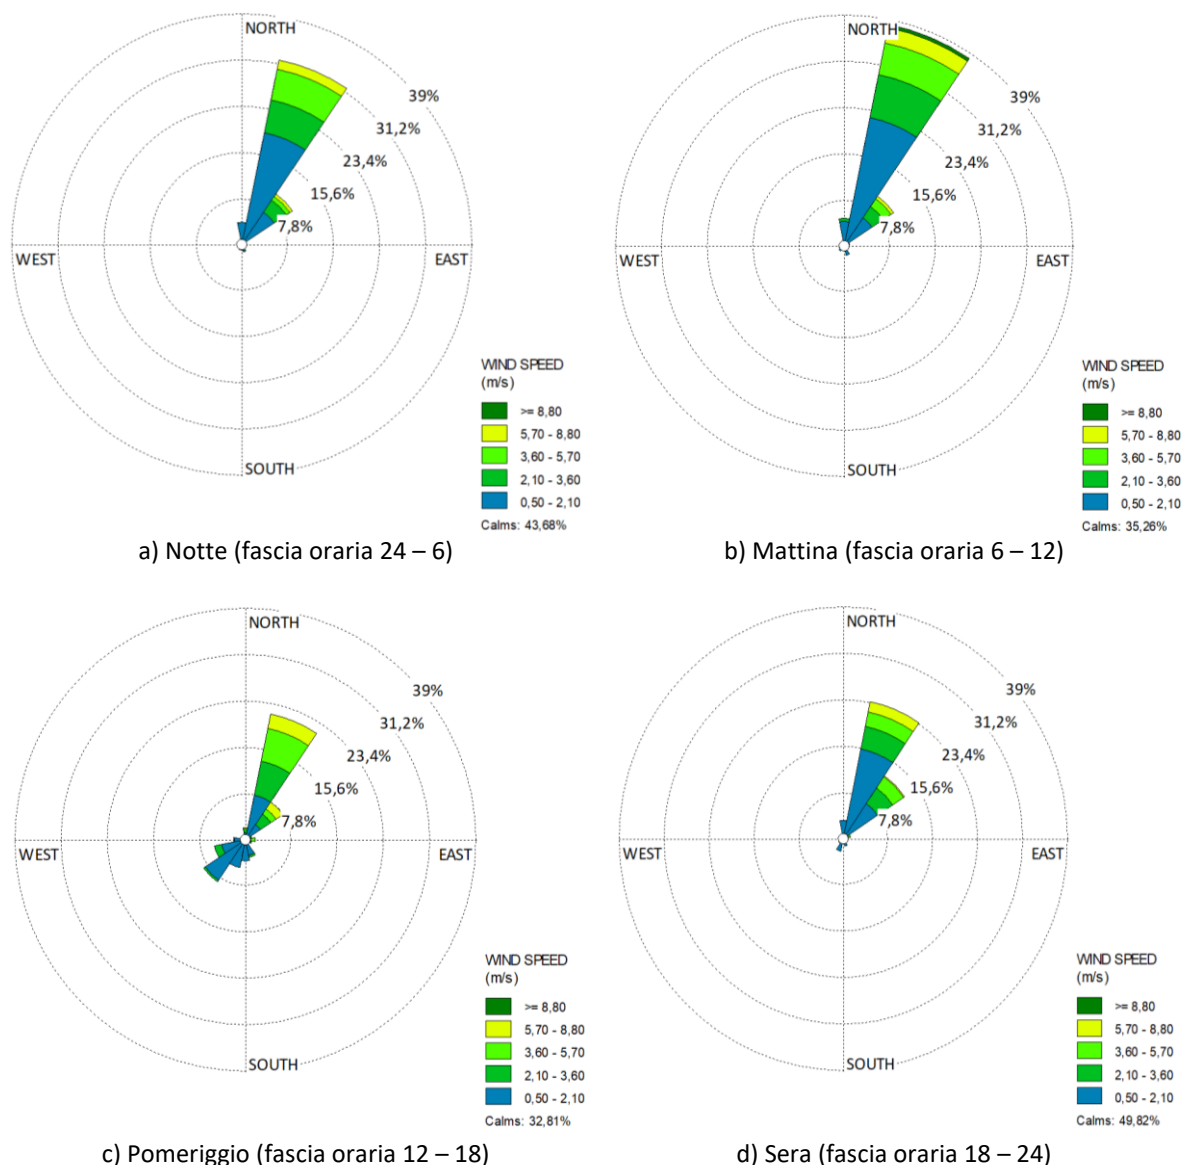 NORTH
39%
31,2%
23,4%
15,6%
7,8%
WEST
EAST
SOUTH
WIND SPEED
(m/s)
>= 8,80
5,70 - 8,80
3,60 - 5,70
2,10 - 3,60
0,50 - 2,10
Calms: 43,68%
a) Notte (fascia oraria 24 – 6)
NORTH
39%
31,2%
23,4%
15,6%
7,8%
WEST
EAST
SOUTH
WIND SPEED
(m/s)
>= 8,80
5,70 - 8,80
3,60 - 5,70
2,10 - 3,60
0,50 - 2,10
Calms: 35,26%
b) Mattina (fascia oraria 6 – 12)
NORTH
39%
31,2%
23,4%
15,6%
7,8%
WEST
EAST
SOUTH
WIND SPEED
(m/s)
>= 8,80
5,70 - 8,80
3,60 - 5,70
2,10 - 3,60
0,50 - 2,10
Calms: 32,81%
c) Pomeriggio (fascia oraria 12 – 18)
NORTH
39%
31,2%
23,4%
15,6%
7,8%
WEST
EAST
SOUTH
WIND SPEED
(m/s)
>= 8,80
5,70 - 8,80
3,60 - 5,70
2,10 - 3,60
0,50 - 2,10
Calms: 49,82%
d) Sera (fascia oraria 18 – 24)